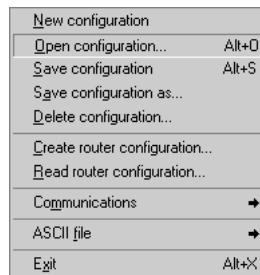 New configuration
Open configuration... Alt+O
Save configuration Alt+S
Save configuration as...
Delete configuration...
Create router configuration...
Read router configuration...
Communications
ASCII file
Exit Alt+X